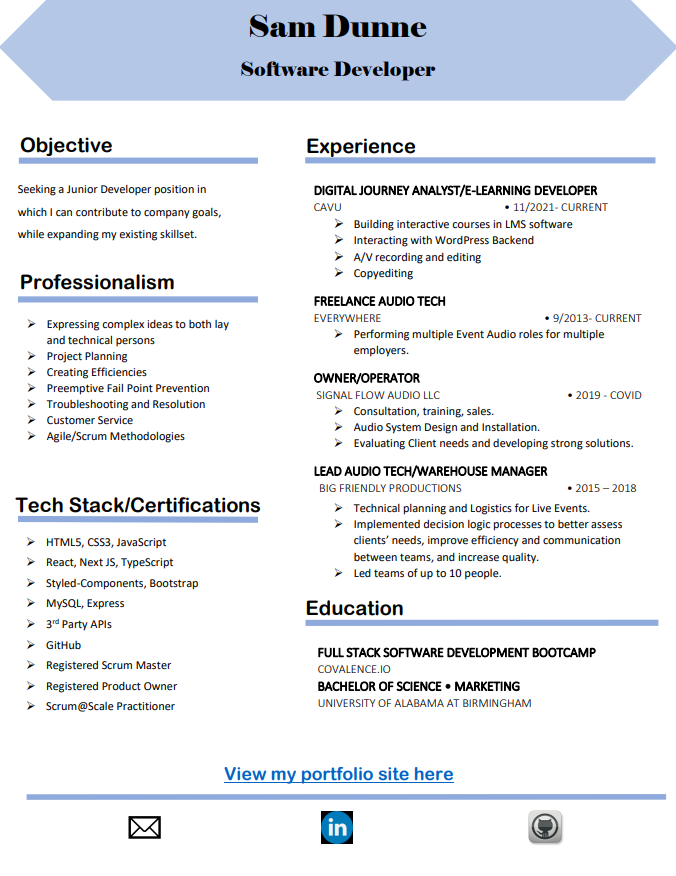 Sam Dunne
Software Developer
Objective
Seeking a Junior Developer position in
which I can contribute to company goals,
while expanding my existing skillset.
Professionalism
➢ Expressing complex ideas to both lay
and technical persons
➢ Project Planning
➢ Creating Efficiencies
➢ Preemptive Fail Point Prevention
➢ Troubleshooting and Resolution
➢ Customer Service
➢ Agile/Scrum Methodologies
Tech Stack/Certifications
➢ HTML5, CSS3, JavaScript
➢ React, Next JS, TypeScript
➢ Styled-Components, Bootstrap
➢ MySQL, Express
➢ 3rd Party APIs
➢ GitHub
➢ Registered Scrum Master
➢ Registered Product Owner
➢ Scrum@Scale Practitioner
Experience
DIGITAL JOURNEY ANALYST/E-LEARNING DEVELOPER
CAVU • 11/2021- CURRENT
➢ Building interactive courses in LMS software
➢ Interacting with WordPress Backend
➢ A/V recording and editing
➢ Copyediting
FREELANCE AUDIO TECH
EVERYWHERE • 9/2013- CURRENT
➢ Performing multiple Event Audio roles for multiple
employers.
OWNER/OPERATOR
SIGNAL FLOW AUDIO LLC • 2019 - COVID
➢ Consultation, training, sales.
➢ Audio System Design and Installation.
➢ Evaluating Client needs and developing strong solutions.
LEAD AUDIO TECH/WAREHOUSE MANAGER
BIG FRIENDLY PRODUCTIONS • 2015 – 2018
➢ Technical planning and Logistics for Live Events.
➢ Implemented decision logic processes to better assess
clients’ needs, improve efficiency and communication
between teams, and increase quality.
➢ Led teams of up to 10 people.
Education
FULL STACK SOFTWARE DEVELOPMENT BOOTCAMP
COVALENCE.IO
BACHELOR OF SCIENCE • MARKETING
UNIVERSITY OF ALABAMA AT BIRMINGHAM
View my portfolio site here
in